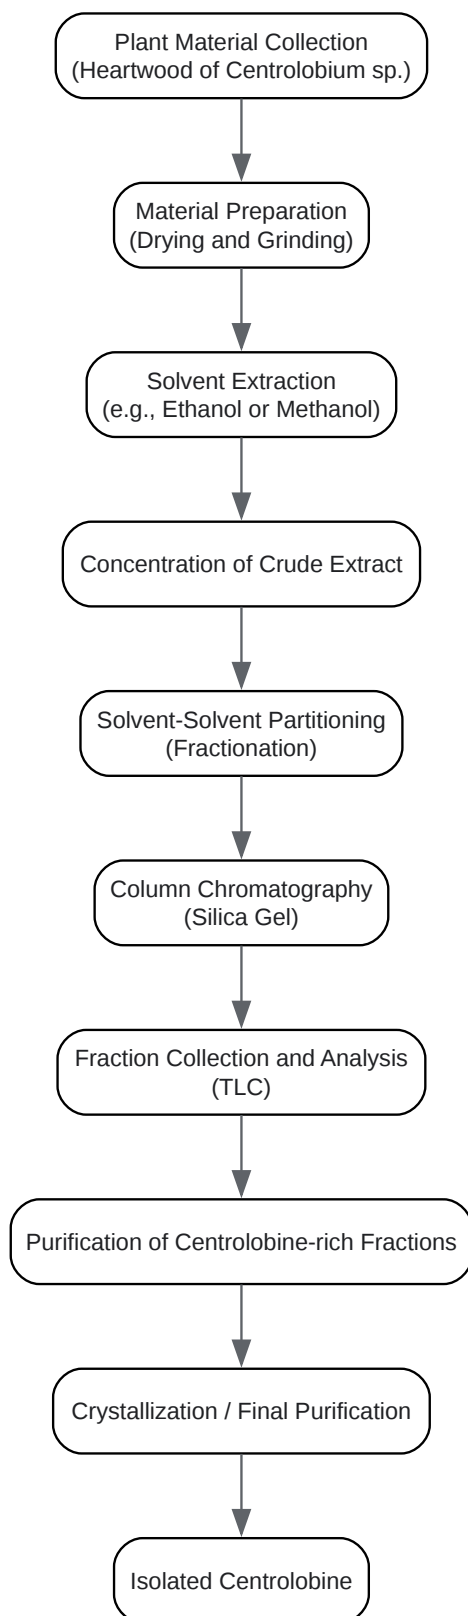 Plant Material Collection
(Heartwood of Centrolobium sp.)
Material Preparation
(Drying and Grinding)
Solvent Extraction
(e.g., Ethanol or Methanol)
Concentration of Crude Extract
Solvent-Solvent Partitioning
(Fractionation)
Column Chromatography
(Silica Gel)
Fraction Collection and Analysis
(TLC)
Purification of Centrolobine-rich Fractions
Crystallization / Final Purification
Isolated Centrolobine